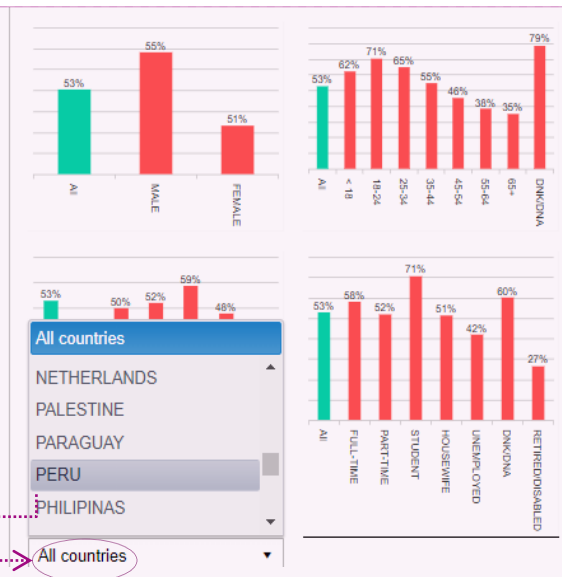 53%
55%
51%
All
MALE
FEMALE
53%
62%
71%
65%
55%
46%
38%
35%
79%
All
< 18
18-24
25-34
35-44
45-54
55-64
65+
DNK/DNA
53%
50%
52%
59%
48%
All countries
NETHERLANDS
PALESTINE
PARAGUAY
PERU
PHILIPINAS
All countries
53%
58%
52%
71%
51%
42%
60%
27%
All
FULL-TIME
PART-TIME
STUDENT
HOUSEWIFE
UNEMPLOYED
DNK/DNA
RETIRED/DISABLED